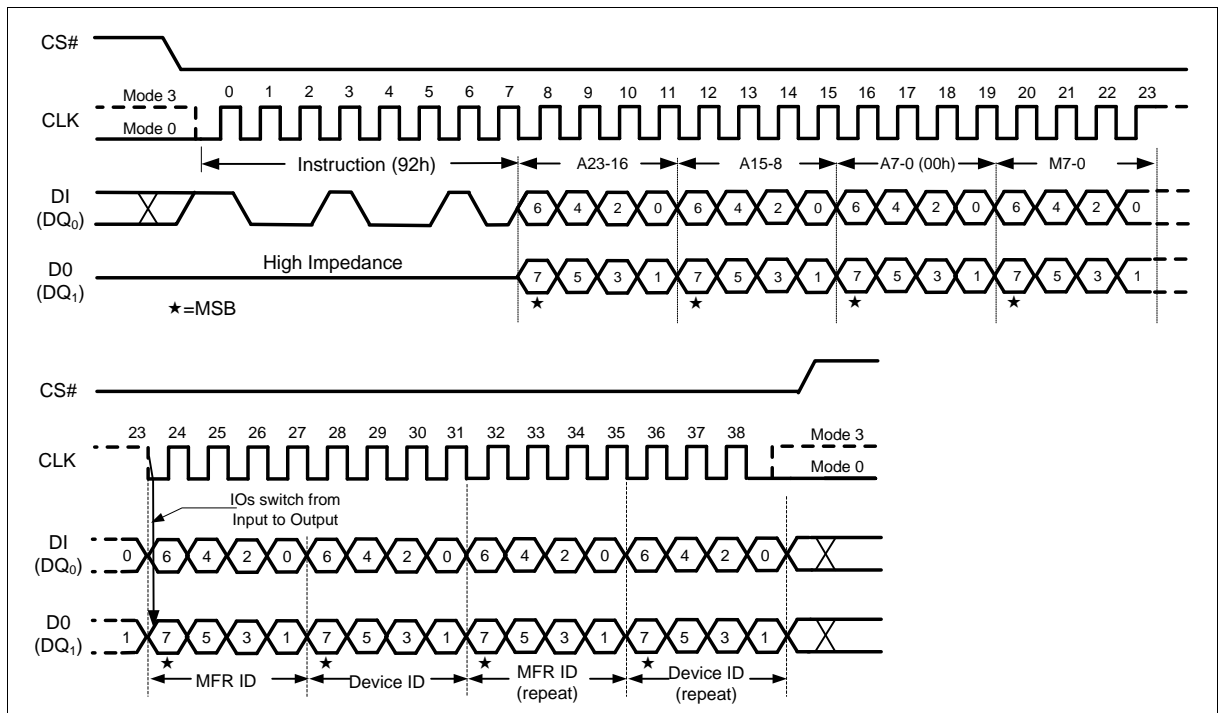 CS#
Mode 3
0 1 2 3 4 5 6 7 8 9 10 11 12 13 14 15 16 17 18 19 20 21 22 23
CLK
Mode 0
Instruction (92h) A23-16 A15-8 A7-0 (00h) M7-0
DI
(DQ0)
6 4 2 0 6 4 2 0 6 4 2 0 6 4 2 0
High Impedance
D0
(DQ1)
7 5 3 1 7 5 3 1 7 5 3 1 7 5 3 1
★=MSB
★ ★ ★ ★
CS#
23 24 25 26 27 28 29 30 31 32 33 34 35 36 37 38
Mode 3
CLK
Mode 0
IOs switch from
Input to Output
DI
(DQ0)
0 6 4 2 0 6 4 2 0 6 4 2 0 6 4 2 0
D0
(DQ1)
1 7 5 3 1 7 5 3 1 7 5 3 1 7 5 3 1
★ ★ ★ ★
MFR ID Device ID MFR ID
(repeat)
Device ID
(repeat)